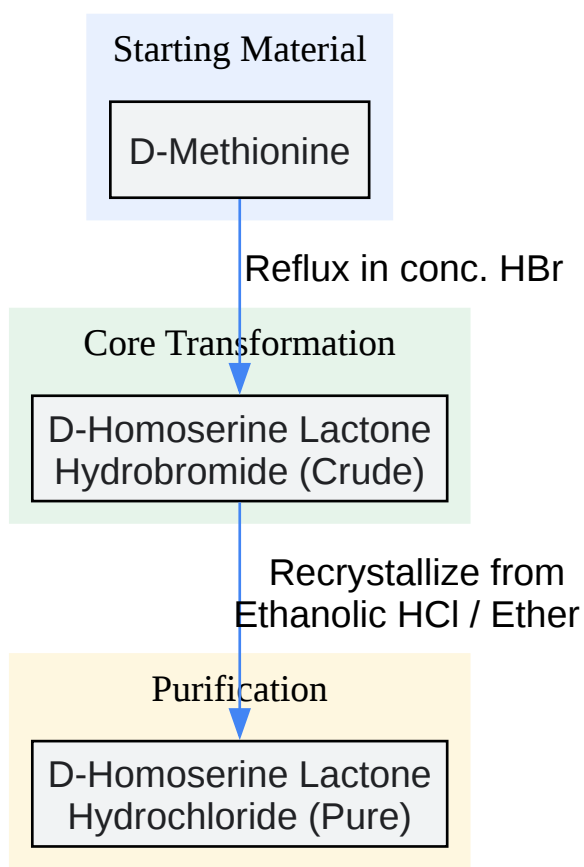 Starting Material
D-Methionine
Reflux in conc. HBr
Core Transformation
D-Homoserine Lactone
Hydrobromide (Crude)
Recrystallize from
Ethanolic HCl / Ether
Purification
D-Homoserine Lactone
Hydrochloride (Pure)